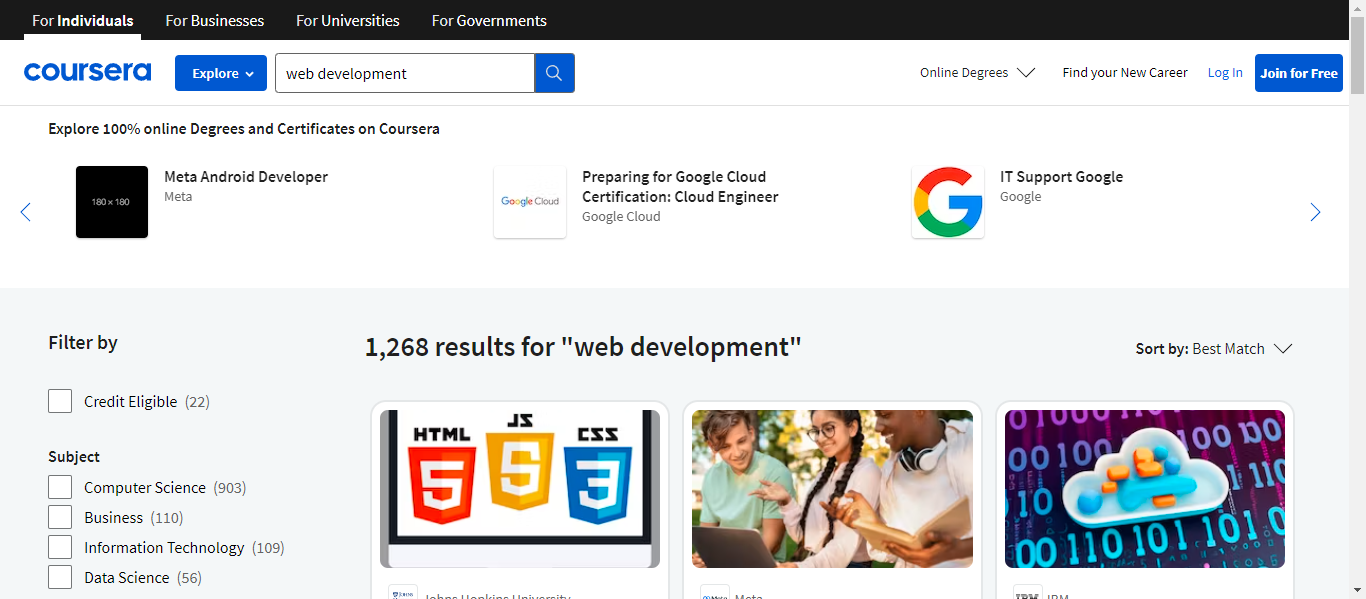 For Individuals
For Businesses
For Universities
For Governments
coursera
Explore
web development
Online Degrees
Find your New Career
Log In
Join for Free
Explore 100% online Degrees and Certificates on Coursera
180 × 180
Meta Android Developer
Meta
Google Cloud
Preparing for Google Cloud
Certification: Cloud Engineer
Google Cloud
IT Support Google
Google
Filter by
1,268 results for "web development"
Sort by: Best Match
Credit Eligible (22)
Subject
Computer Science (903)
Business (110)
Information Technology (109)
Data Science (56)
HTML
JS
CSS
5
5
3
Johns Hopkins University
Meta
IBM
IBM